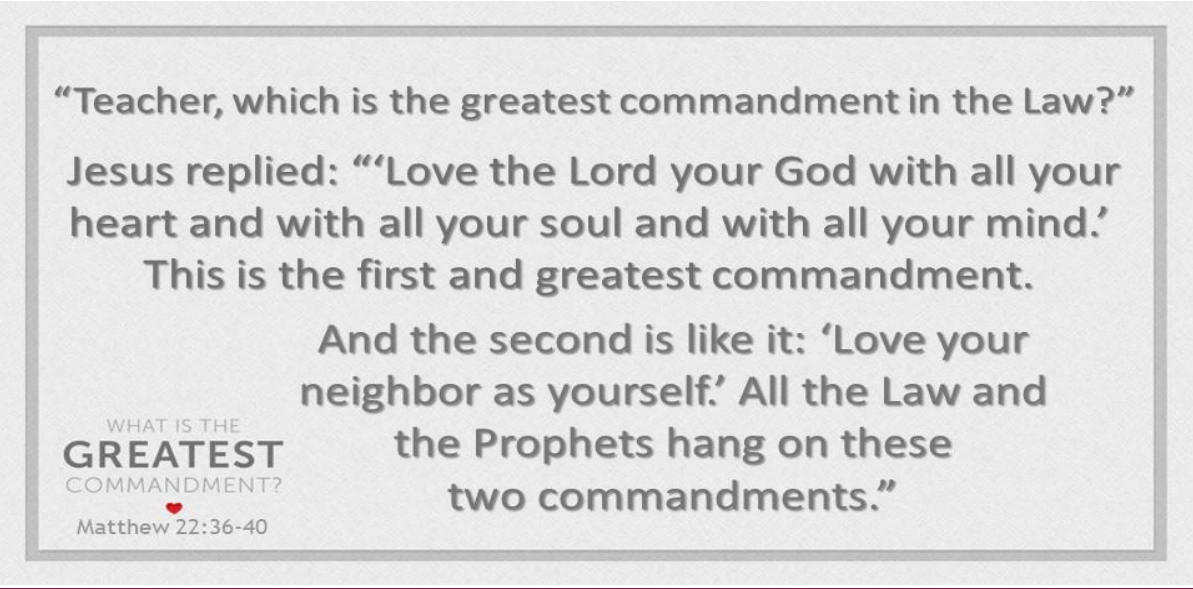 “Teacher, which is the greatest commandment in the Law?”
Jesus replied: “‘Love the Lord your God with all your
heart and with all your soul and with all your mind.’
This is the first and greatest commandment.
And the second is like it: ‘Love your
neighbor as yourself.’ All the Law and
the Prophets hang on these
two commandments.”
WHAT IS THE
GREATEST
COMMANDMENT?
Matthew 22:36-40